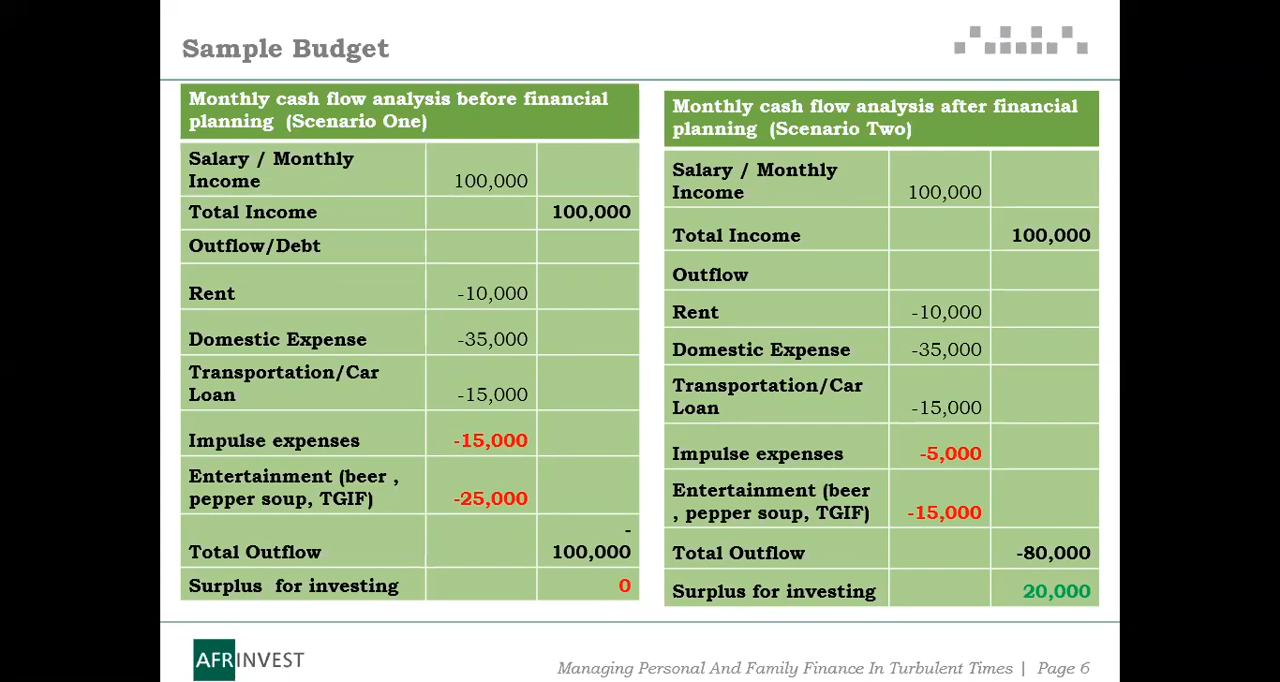 Sample Budget
Monthly cash flow analysis before financial
planning (Scenario One)
Salary / Monthly
Income 100,000
Total Income 100,000
Outflow/Debt
Rent -10,000
Domestic Expense -35,000
Transportation/Car
Loan -15,000
Impulse expenses -15,000
Entertainment (beer ,
pepper soup, TGIF) -25,000
-
Total Outflow 100,000
Surplus for investing 0
Monthly cash flow analysis after financial
planning (Scenario Two)
Salary / Monthly
Income 100,000
Total Income 100,000
Outflow
Rent -10,000
Domestic Expense -35,000
Transportation/Car
Loan -15,000
Impulse expenses -5,000
Entertainment (beer
, pepper soup, TGIF) -15,000
Total Outflow -80,000
Surplus for investing 20,000
AFRINVEST
Managing Personal And Family Finance In Turbulent Times | Page 6